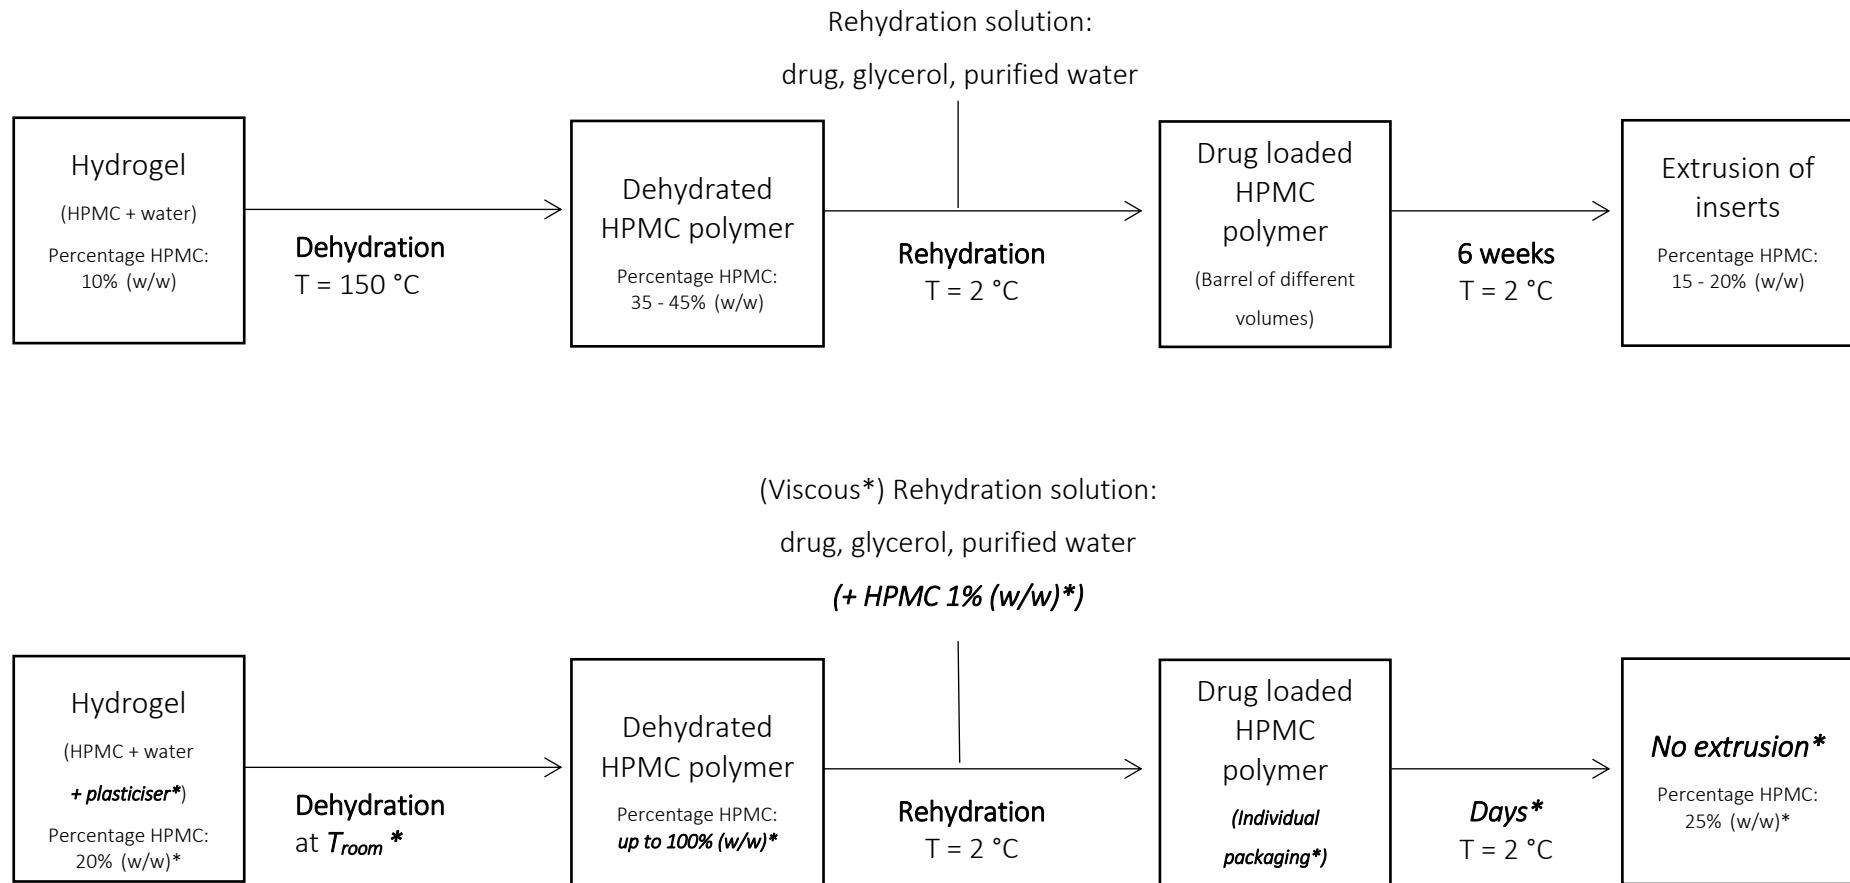 Rehydration solution:
drug, glycerol, purified water
Hydrogel
(HPMC + water)
Percentage HPMC:
10% (w/w)
Dehydration
T = 150 °C
Dehydrated
HPMC polymer
Percentage HPMC:
35 - 45% (w/w)
Rehydration
T = 2 °C
Drug loaded
HPMC
polymer
(Barrel of different
volumes)
6 weeks
T = 2 °C
Extrusion of
inserts
Percentage HPMC:
15 - 20% (w/w)
(Viscous*) Rehydration solution:
drug, glycerol, purified water
(+ HPMC 1% (w/w)*)
Hydrogel
(HPMC + water
+ plasticiser*)
Percentage HPMC:
20% (w/w)*
Dehydration
at Troom *
Dehydrated
HPMC polymer
Percentage HPMC:
up to 100% (w/w)*
Rehydration
T = 2 °C
Drug loaded
HPMC
polymer
(Individual
packaging*)
Days*
T = 2 °C
No extrusion*
Percentage HPMC:
25% (w/w)*